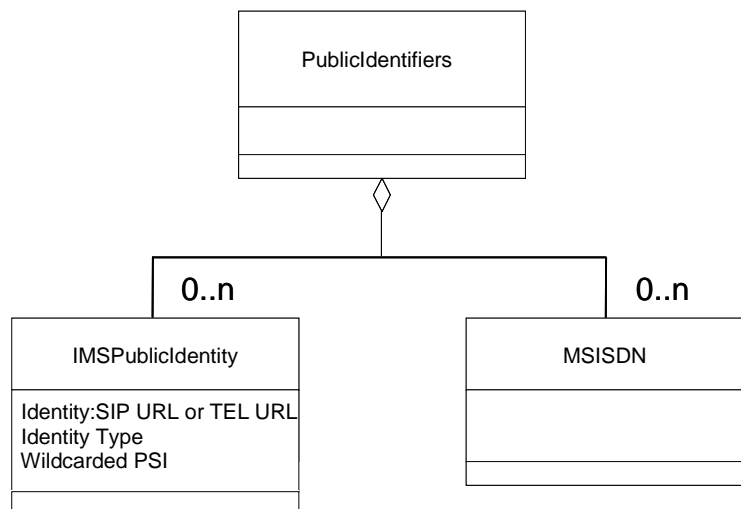 PublicIdentifiers
0..n
0..n
IMSPublicIdentity
MSISDN
Identity:SIP URL or TEL URL
Identity Type
Wildcarded PSI